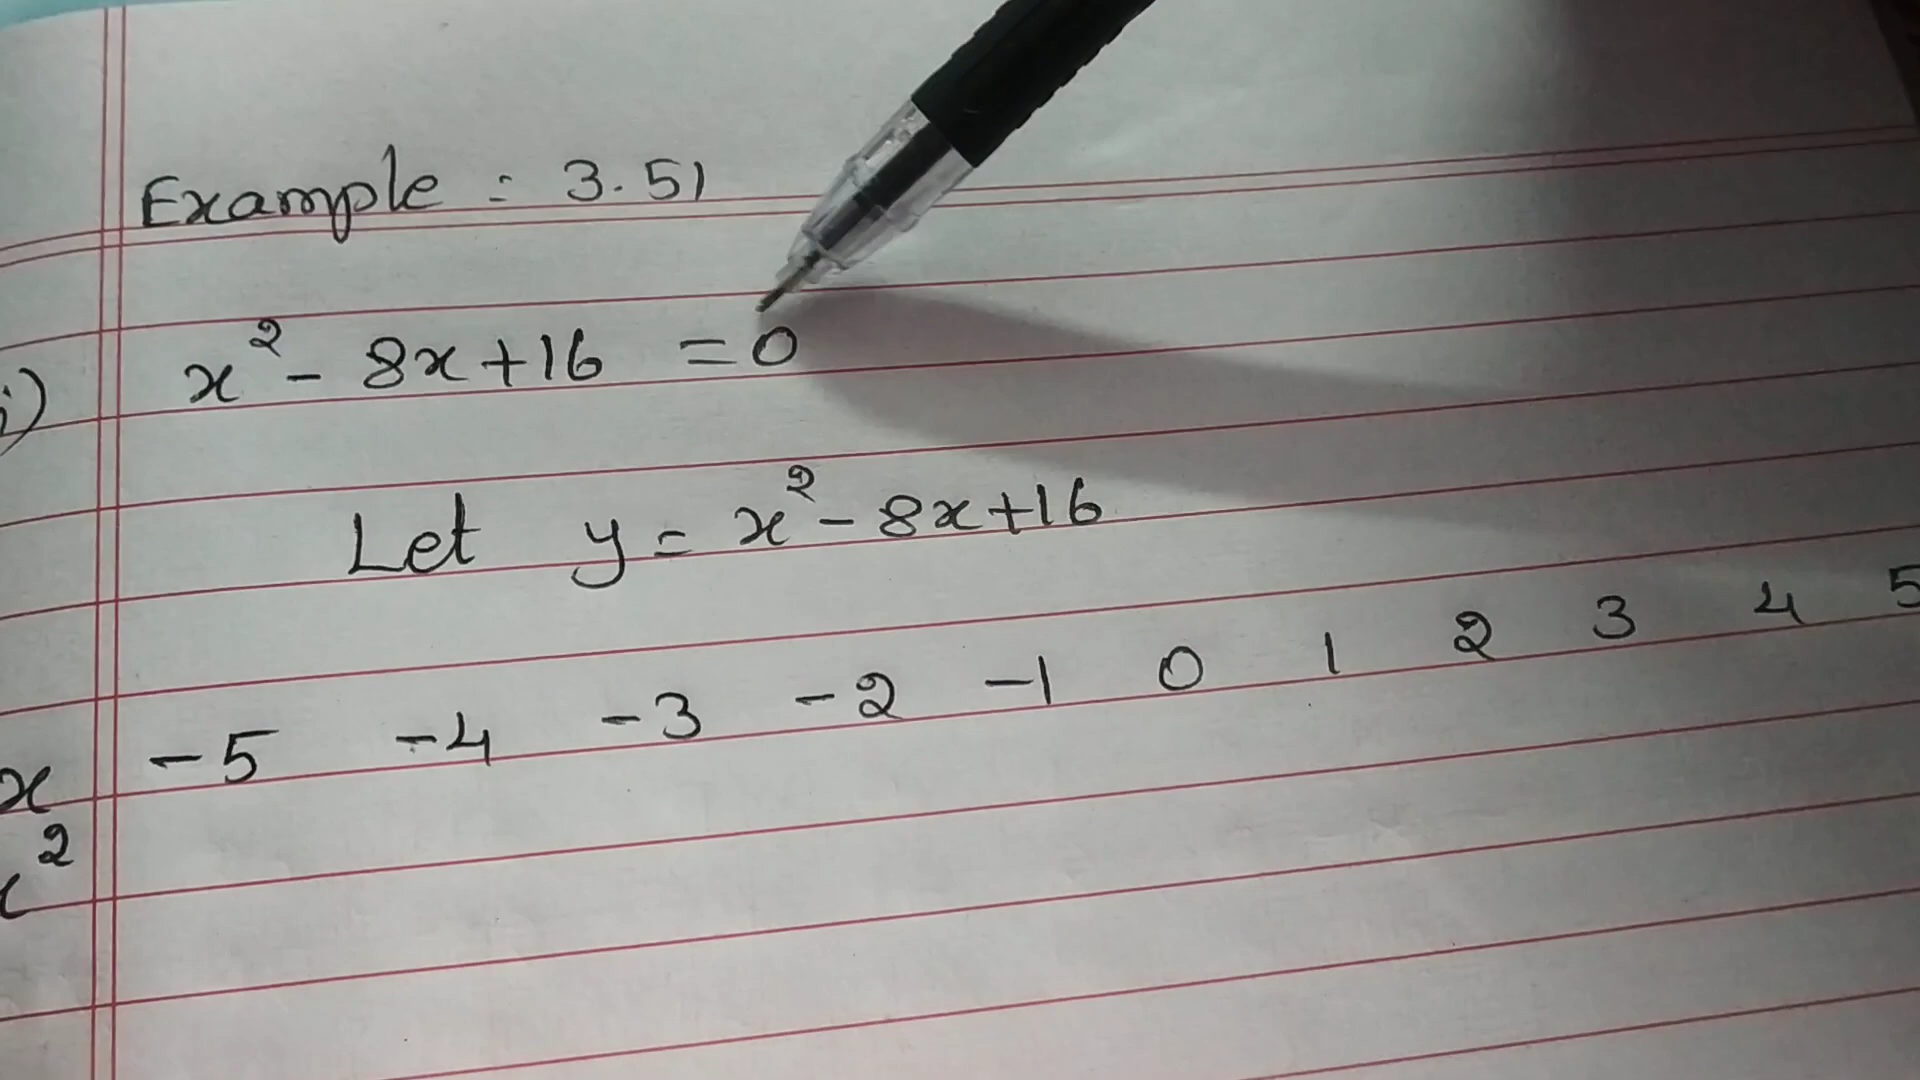 Example : 3.51
i) x² - 8x + 16 = 0
Let y = x² - 8x + 16
x -5 -4 -3 -2 -1 0 1 2 3 4 5
x²